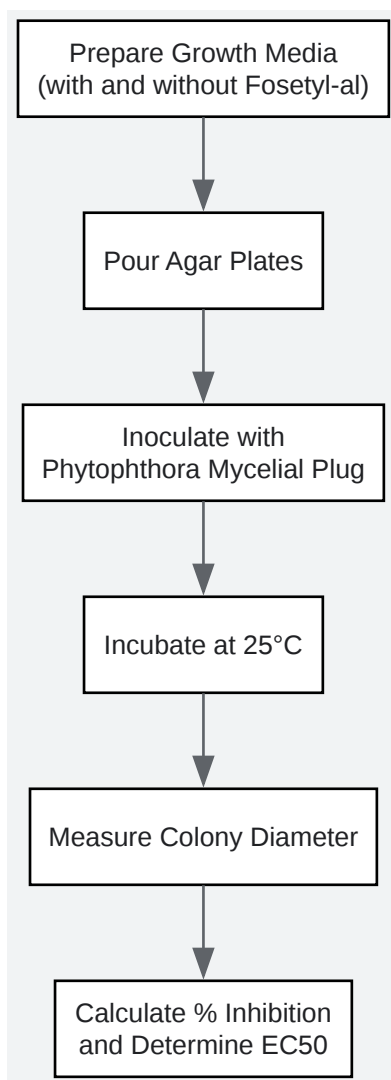 Prepare Growth Media
(with and without Fosetyl-al)
Pour Agar Plates
Inoculate with
Phytophthora Mycelial Plug
Incubate at 25°C
Measure Colony Diameter
Calculate % Inhibition
and Determine EC50